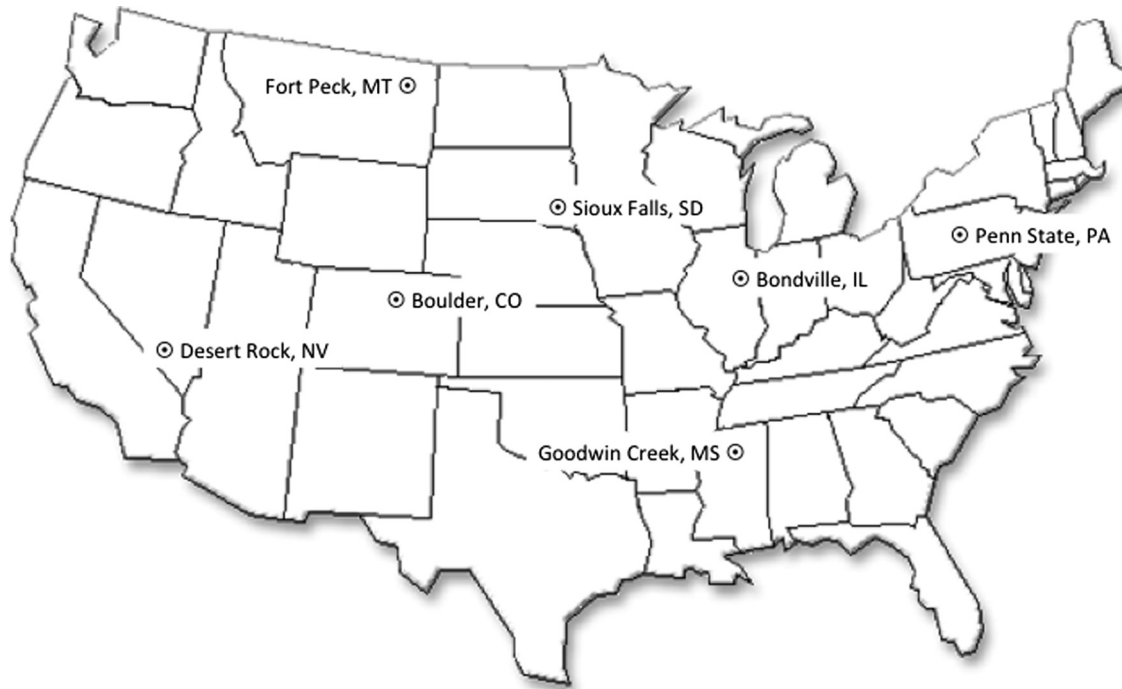 Fort Peck, MT
Sioux Falls, SD
Penn State, PA
Bondville, IL
Boulder, CO
Desert Rock, NV
Goodwin Creek, MS